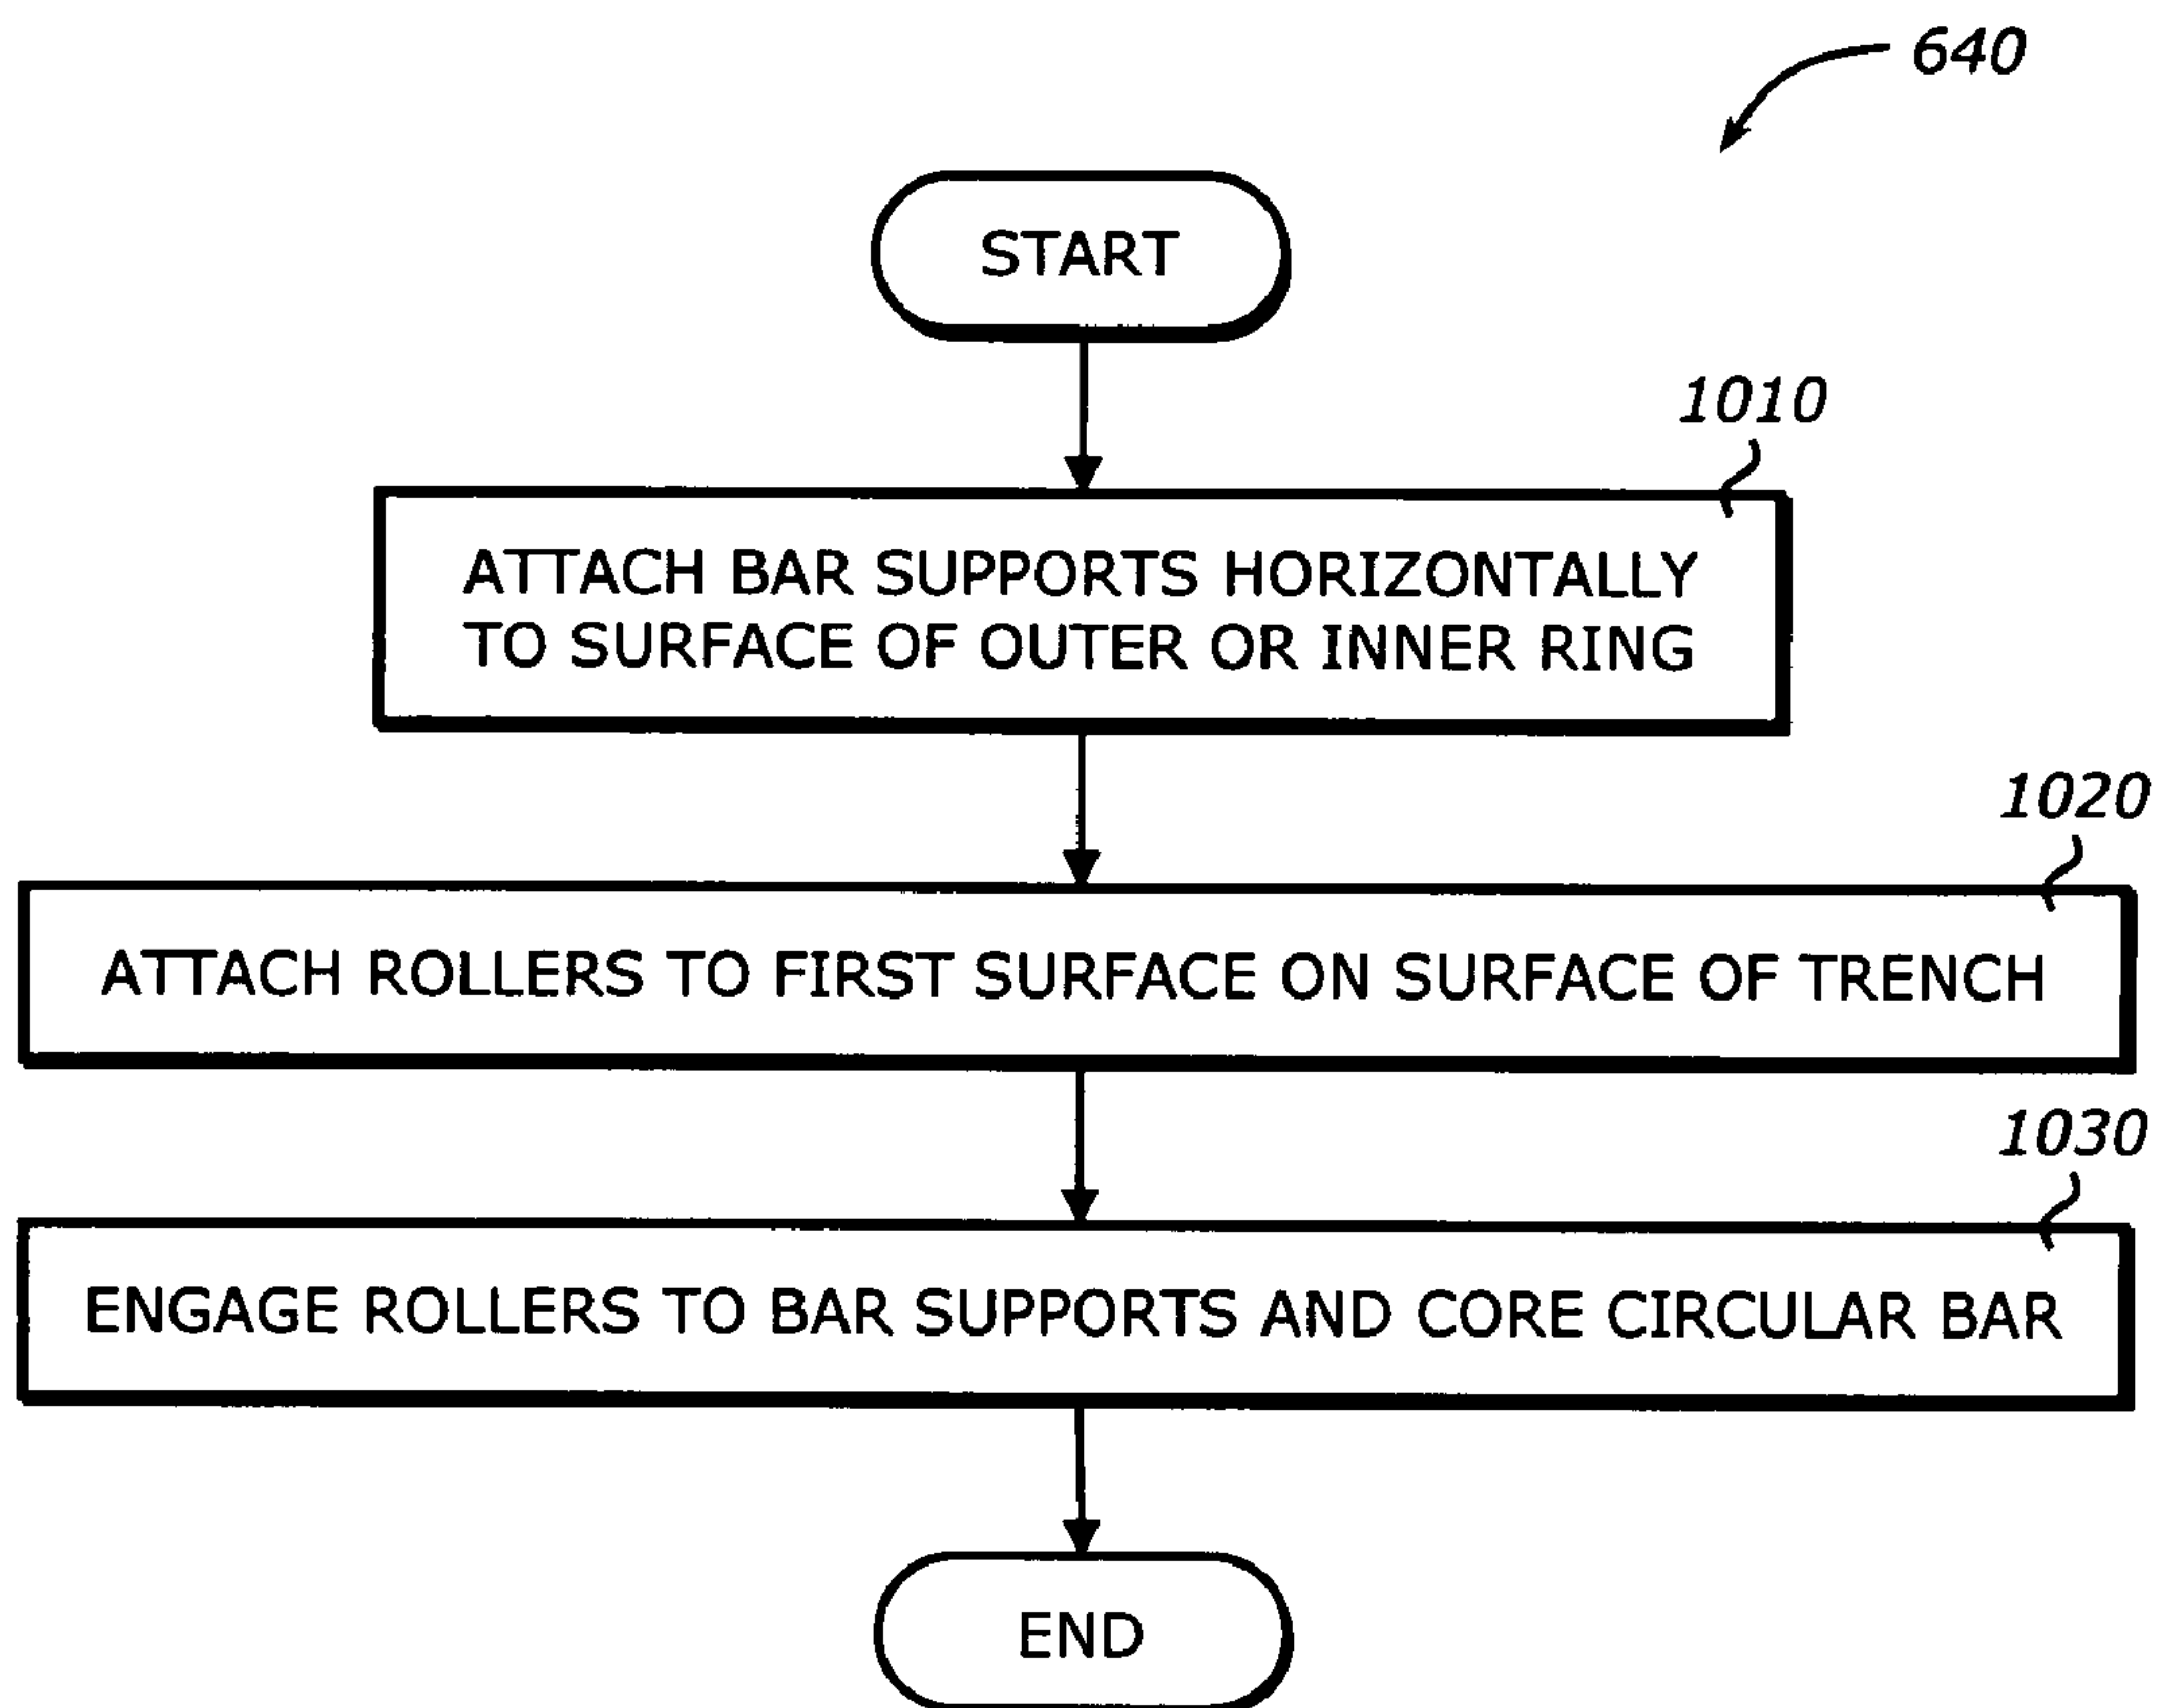 640
START
1010
ATTACH BAR SUPPORTS HORIZONTALLY
TO SURFACE OF OUTER OR INNER RING
1020
ATTACH ROLLERS TO FIRST SURFACE ON SURFACE OF TRENCH
1030
ENGAGE ROLLERS TO BAR SUPPORTS AND CORE CIRCULAR BAR
END